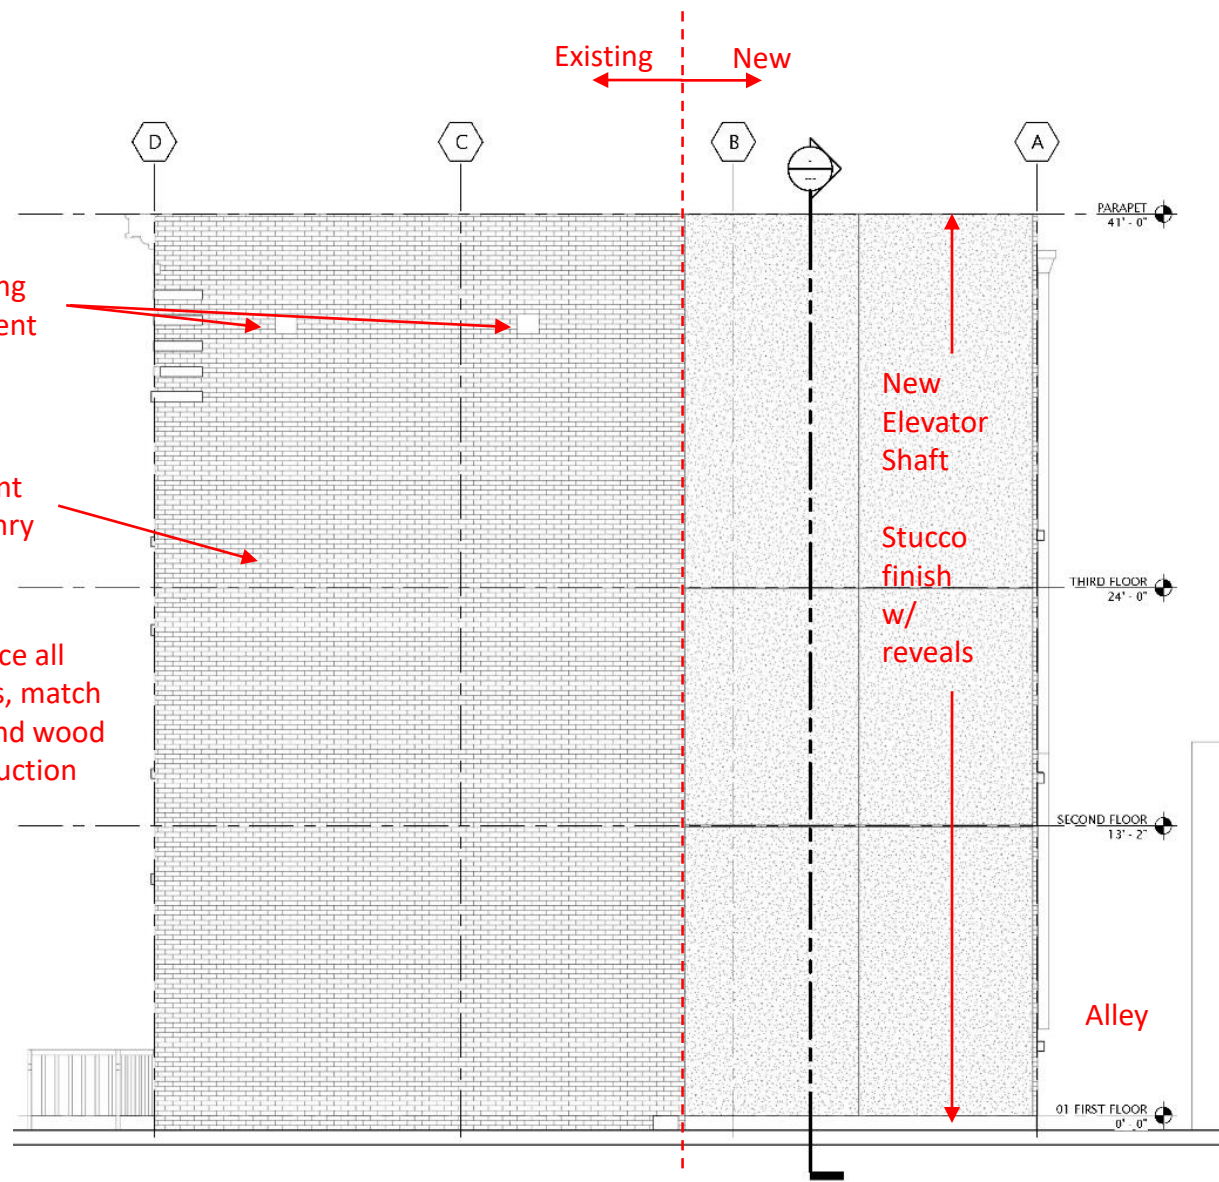 Existing
New
D
C
B
A
PARAPET
41' - 0"
ng
ent
New
Elevator
Shaft
nt
nry
Stucco
finish
w/
reveals
THIRD FLOOR
24' - 0"
ce all
s, match
nd wood
uction
SECOND FLOOR
13' - 2"
Alley
01 FIRST FLOOR
0' - 0"